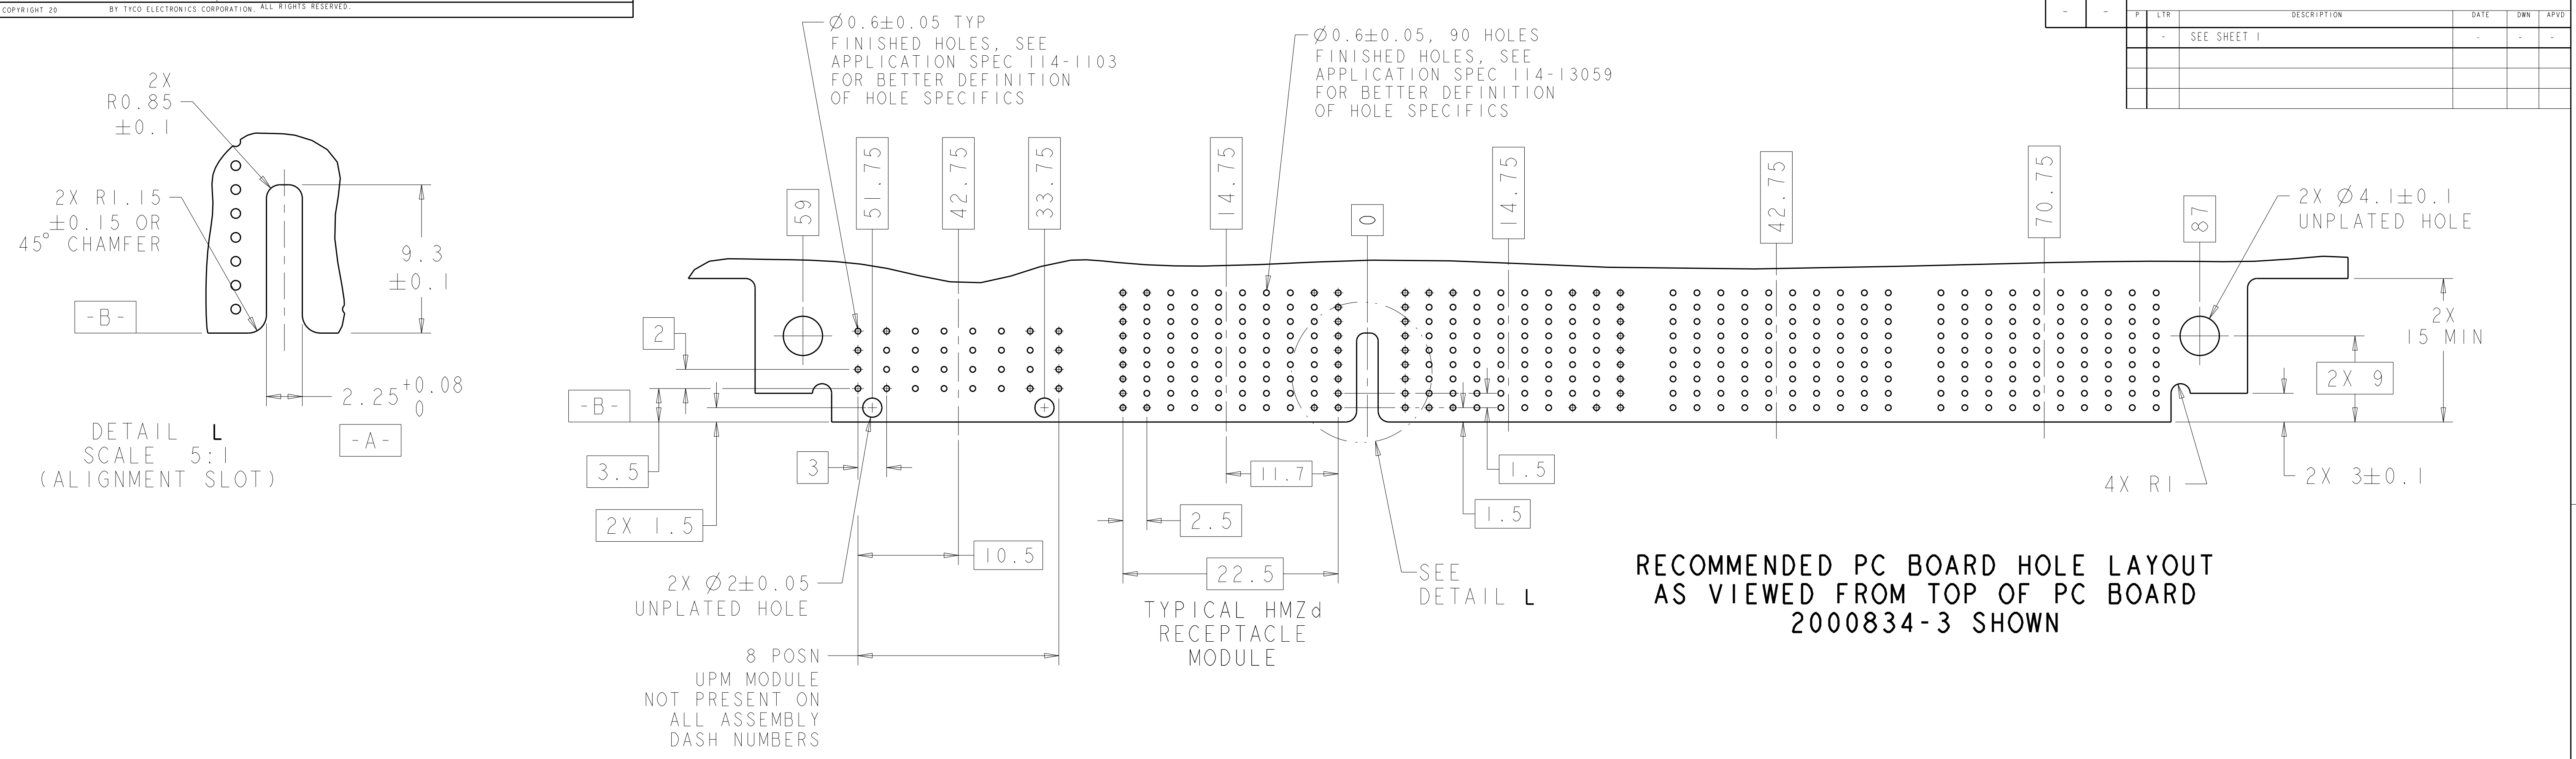 COPYRIGHT 20 BY TYCO ELECTRONICS CORPORATION. ALL RIGHTS RESERVED.
- -
P LTR DESCRIPTION DATE DWN APVD
- SEE SHEET 1 - - -
2X
R0.85
±0.1
2X R1.15
±0.15 OR
45° CHAMFER
9.3
±0.1
-B-
2.25 +0.08
0
-A-
DETAIL L
SCALE 5:1
(ALIGNMENT SLOT)
Ø0.6±0.05 TYP
FINISHED HOLES, SEE
APPLICATION SPEC 114-1103
FOR BETTER DEFINITION
OF HOLE SPECIFICS
Ø0.6±0.05, 90 HOLES
FINISHED HOLES, SEE
APPLICATION SPEC 114-13059
FOR BETTER DEFINITION
OF HOLE SPECIFICS
59
51.75
42.75
33.75
14.75
0
14.75
42.75
70.75
87
2X Ø4.1±0.1
UNPLATED HOLE
2X
15 MIN
2X 9
2X 3±0.1
4X R1
2
-B-
3.5
2X 1.5
3
10.5
2X Ø2±0.05
UNPLATED HOLE
8 POSN
UPM MODULE
NOT PRESENT ON
ALL ASSEMBLY
DASH NUMBERS
11.7
2.5
22.5
TYPICAL HMZd
RECEPTACLE
MODULE
1.5
1.5
SEE
DETAIL L
RECOMMENDED PC BOARD HOLE LAYOUT
AS VIEWED FROM TOP OF PC BOARD
2000834-3 SHOWN